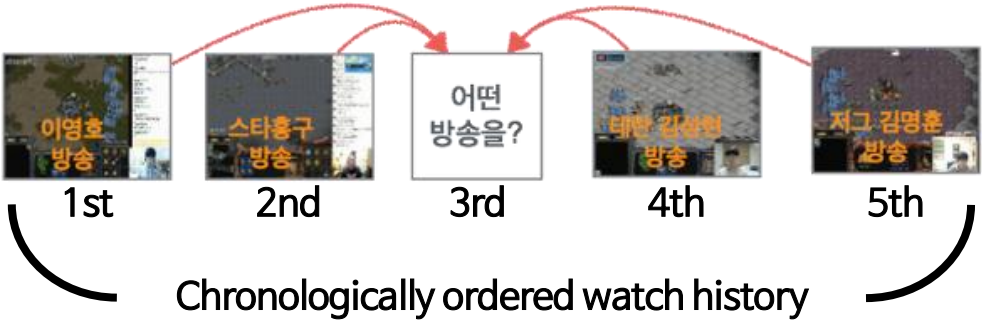 이영호
방송
스타홍구
방송
어떤
방송을?
테란 김성현
방송
저그 김명훈
방송
1st
2nd
3rd
4th
5th
Chronologically ordered watch history